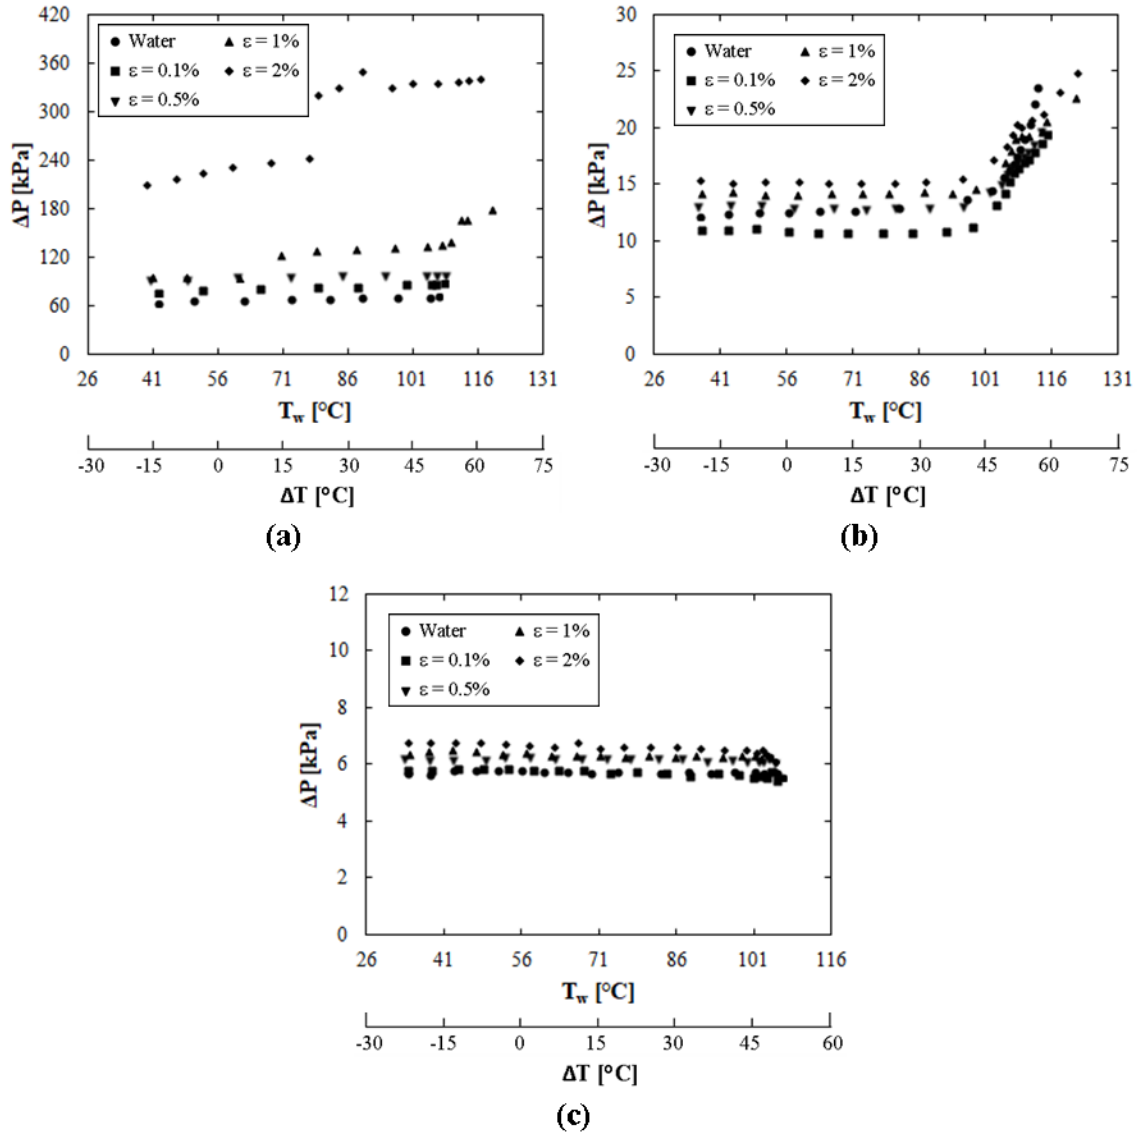 420
360
300
240
180
120
60
0
ΔP [kPa]
Water
ε = 1%
ε = 0.1%
ε = 2%
ε = 0.5%
26 41 56 71 86 101 116 131
Tw [°C]
-30 -15 0 15 30 45 60 75
ΔT [°C]
(a)
30
25
20
15
10
5
0
ΔP [kPa]
Water
ε = 1%
ε = 0.1%
ε = 2%
ε = 0.5%
26 41 56 71 86 101 116 131
Tw [°C]
-30 -15 0 15 30 45 60 75
ΔT [°C]
(b)
12
10
8
6
4
2
0
ΔP [kPa]
Water
ε = 1%
ε = 0.1%
ε = 2%
ε = 0.5%
26 41 56 71 86 101 116
Tw [°C]
-30 -15 0 15 30 45 60
ΔT [°C]
(c)